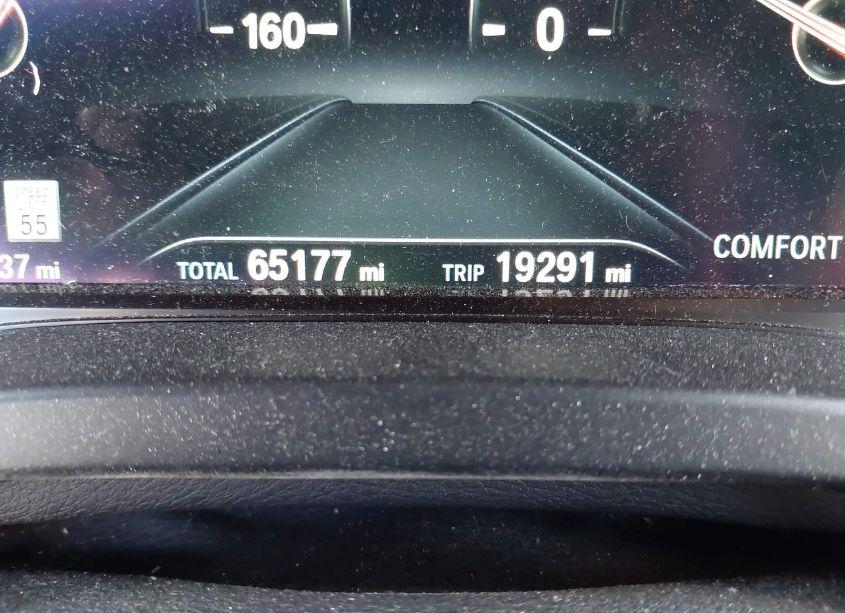 160 0
SPEED
LIMIT
55
COMFORT
37 mi TOTAL 65177 mi TRIP 19291 mi